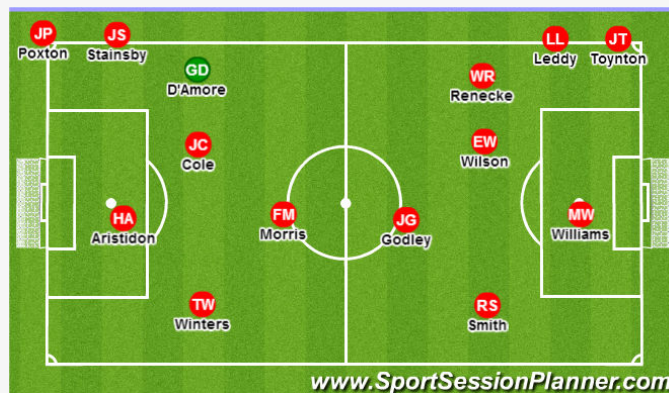 JP
Poxton
JS
Stainsby
LL
Leddy
JT
Toynton
GD
D'Amore
WR
Renecke
JC
Cole
EW
Wilson
HA
Aristidon
FM
Morris
JG
Godley
MW
Williams
TW
Winters
RS
Smith
www.SportSessionPlanner.com